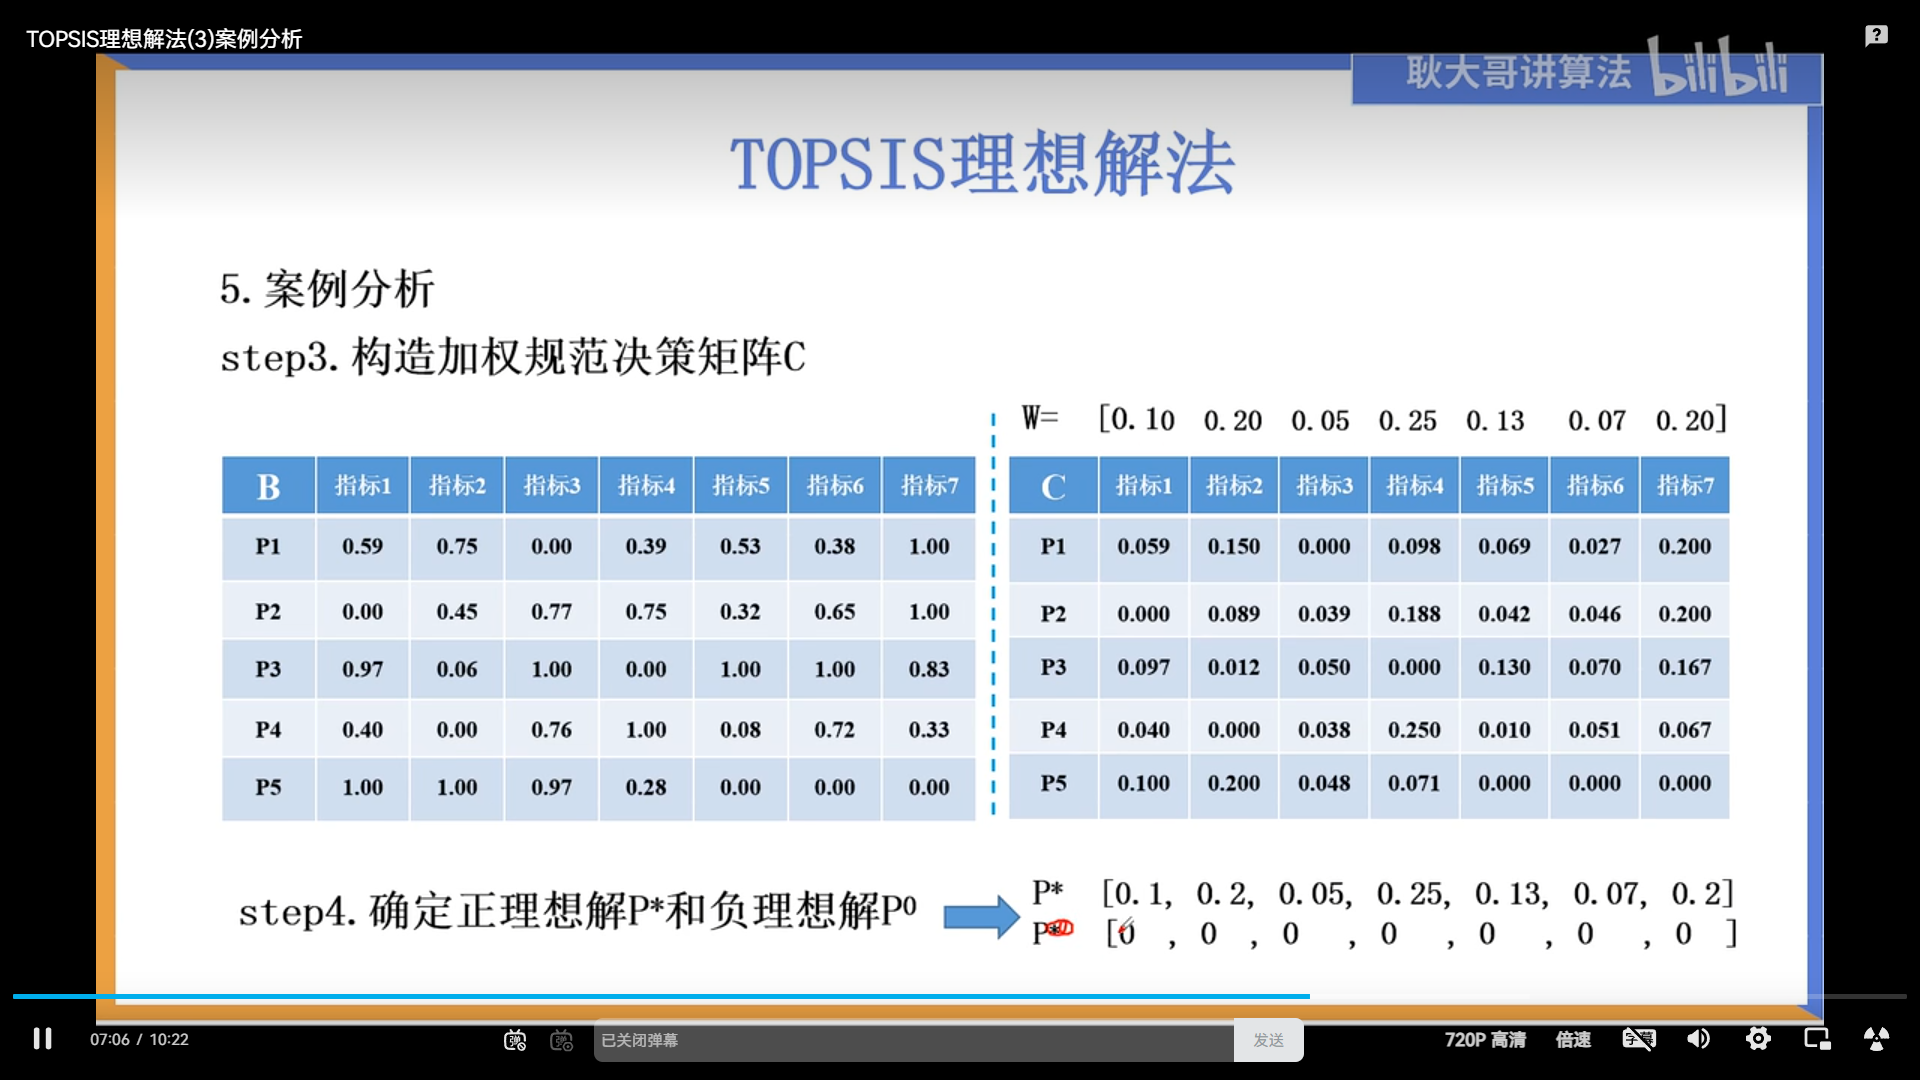 TOPSIS理想解法(3)案例分析
耿大哥讲算法 bilibili
TOPSIS理想解法
5.案例分析
step3.构造加权规范决策矩阵C
W= [0.10 0.20 0.05 0.25 0.13 0.07 0.20]
B 指标1 指标2 指标3 指标4 指标5 指标6 指标7
P1 0.59 0.75 0.00 0.39 0.53 0.38 1.00
P2 0.00 0.45 0.77 0.75 0.32 0.65 1.00
P3 0.97 0.06 1.00 0.00 1.00 1.00 0.83
P4 0.40 0.00 0.76 1.00 0.08 0.72 0.33
P5 1.00 1.00 0.97 0.28 0.00 0.00 0.00
C 指标1 指标2 指标3 指标4 指标5 指标6 指标7
P1 0.059 0.150 0.000 0.098 0.069 0.027 0.200
P2 0.000 0.089 0.039 0.188 0.042 0.046 0.200
P3 0.097 0.012 0.050 0.000 0.130 0.070 0.167
P4 0.040 0.000 0.038 0.250 0.010 0.051 0.067
P5 0.100 0.200 0.048 0.071 0.000 0.000 0.000
step4.确定正理想解P*和负理想解P⁰
P* [0.1, 0.2, 0.05, 0.25, 0.13, 0.07, 0.2]
P* [0 , 0 , 0 , 0 , 0 , 0 , 0 ]
07:06 / 10:22
弹
弹
已关闭弹幕
发送
720P 高清
倍速
字幕